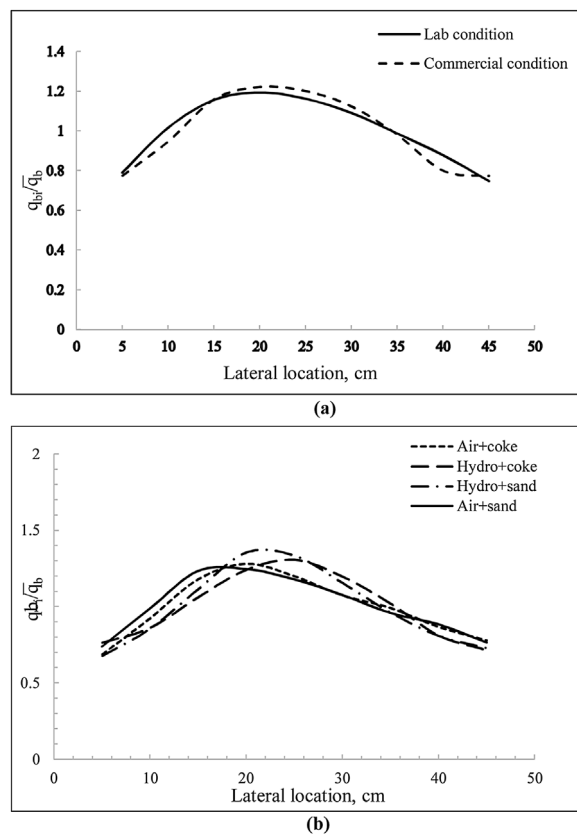 1.4
Lab condition
Commercial condition
1.2
1
0.8
0.6
0.4
0.2
0
qbi/q̅b
0 5 10 15 20 25 30 35 40 45 50
Lateral location, cm
(a)
2
Air+coke
Hydro+coke
Hydro+sand
Air+sand
1.5
1
0.5
0
qbi/q̅b
0 10 20 30 40 50
Lateral location, cm
(b)